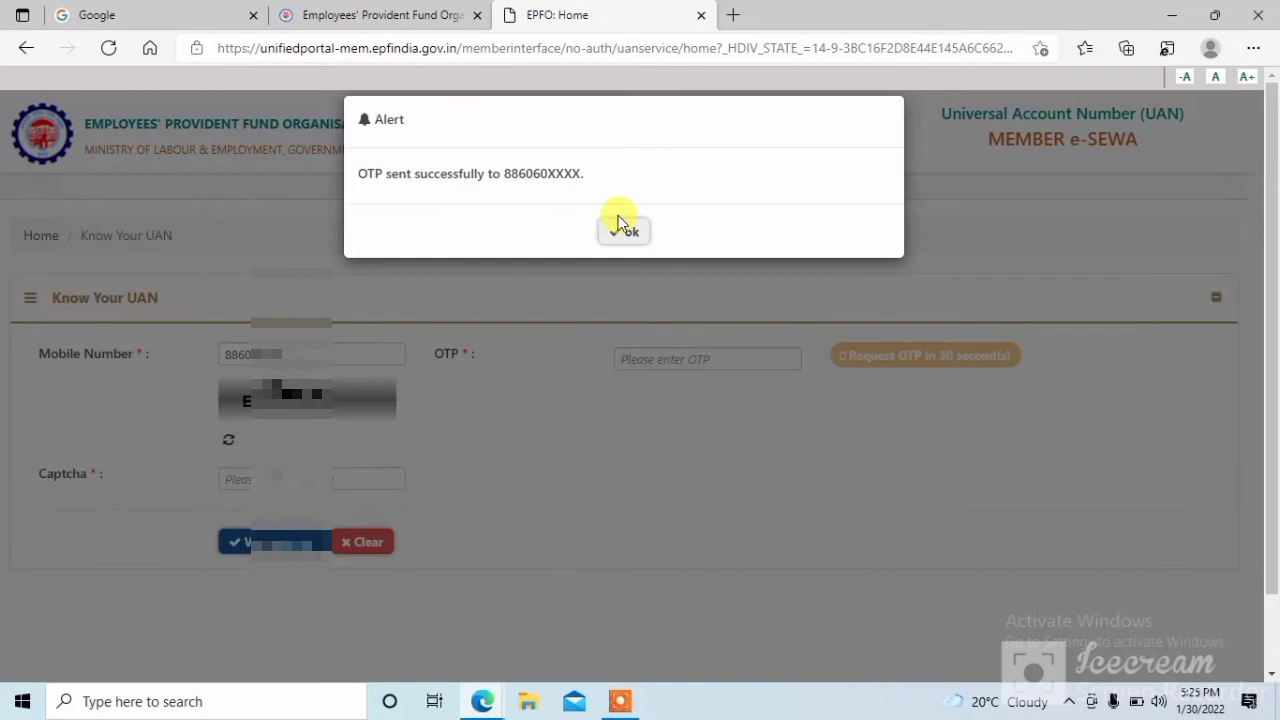 Google
Employees' Provident Fund Orga
EPFO: Home
https://unifiedportal-mem.epfindia.gov.in/memberinterface/no-auth/uanservice/home?_HDIV_STATE_=14-9-3BC16F2D8E44E145A6C662...
-A A A+
EMPLOYEES' PROVIDENT FUND ORGANISA
MINISTRY OF LABOUR & EMPLOYMENT, GOVERNM
Universal Account Number (UAN)
MEMBER e-SEWA
Alert
OTP sent successfully to 886060XXXX.
ok
Home / Know Your UAN
Know Your UAN
Mobile Number * :
8860
OTP * :
Please enter OTP
Request OTP in 30 second(s)
Captcha * :
Clear
Activate Windows
Go to Settings to activate Windows.
Icecream
Type here to search
20°C Cloudy
5:25 PM
1/30/2022